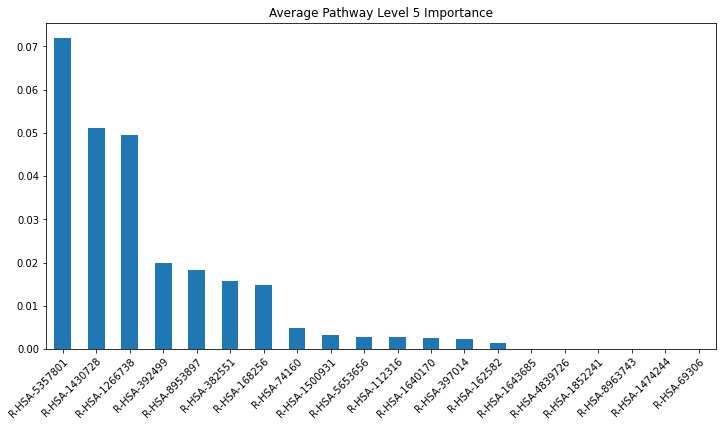 Average Pathway Level 5 Importance
0.07
0.06
0.05
0.04
0.03
0.02
0.01
0.00
R-HSA-5357801
R-HSA-1430728
R-HSA-1266738
R-HSA-392499
R-HSA-8953897
R-HSA-382551
R-HSA-168256
R-HSA-74160
R-HSA-1500931
R-HSA-5653656
R-HSA-112316
R-HSA-1640170
R-HSA-397014
R-HSA-162582
R-HSA-1643685
R-HSA-4839726
R-HSA-1852241
R-HSA-8963743
R-HSA-1474244
R-HSA-69306